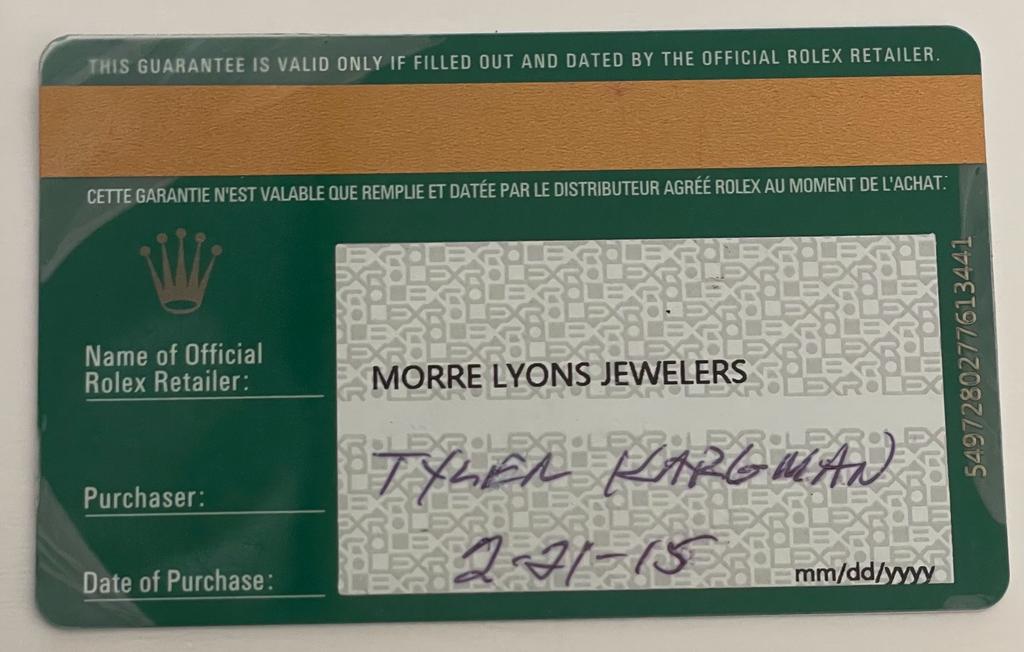 THIS GUARANTEE IS VALID ONLY IF FILLED OUT AND DATED BY THE OFFICIAL ROLEX RETAILER.
CETTE GARANTIE N'EST VALABLE QUE REMPLIE ET DATÉE PAR LE DISTRIBUTEUR AGRÉÉ ROLEX AU MOMENT DE L'ACHAT.
Name of Official
Rolex Retailer:
MORRE LYONS JEWELERS
Purchaser:
TYLER KARGMAN
Date of Purchase:
2-21-15
mm/dd/yyyy
5497280277613441